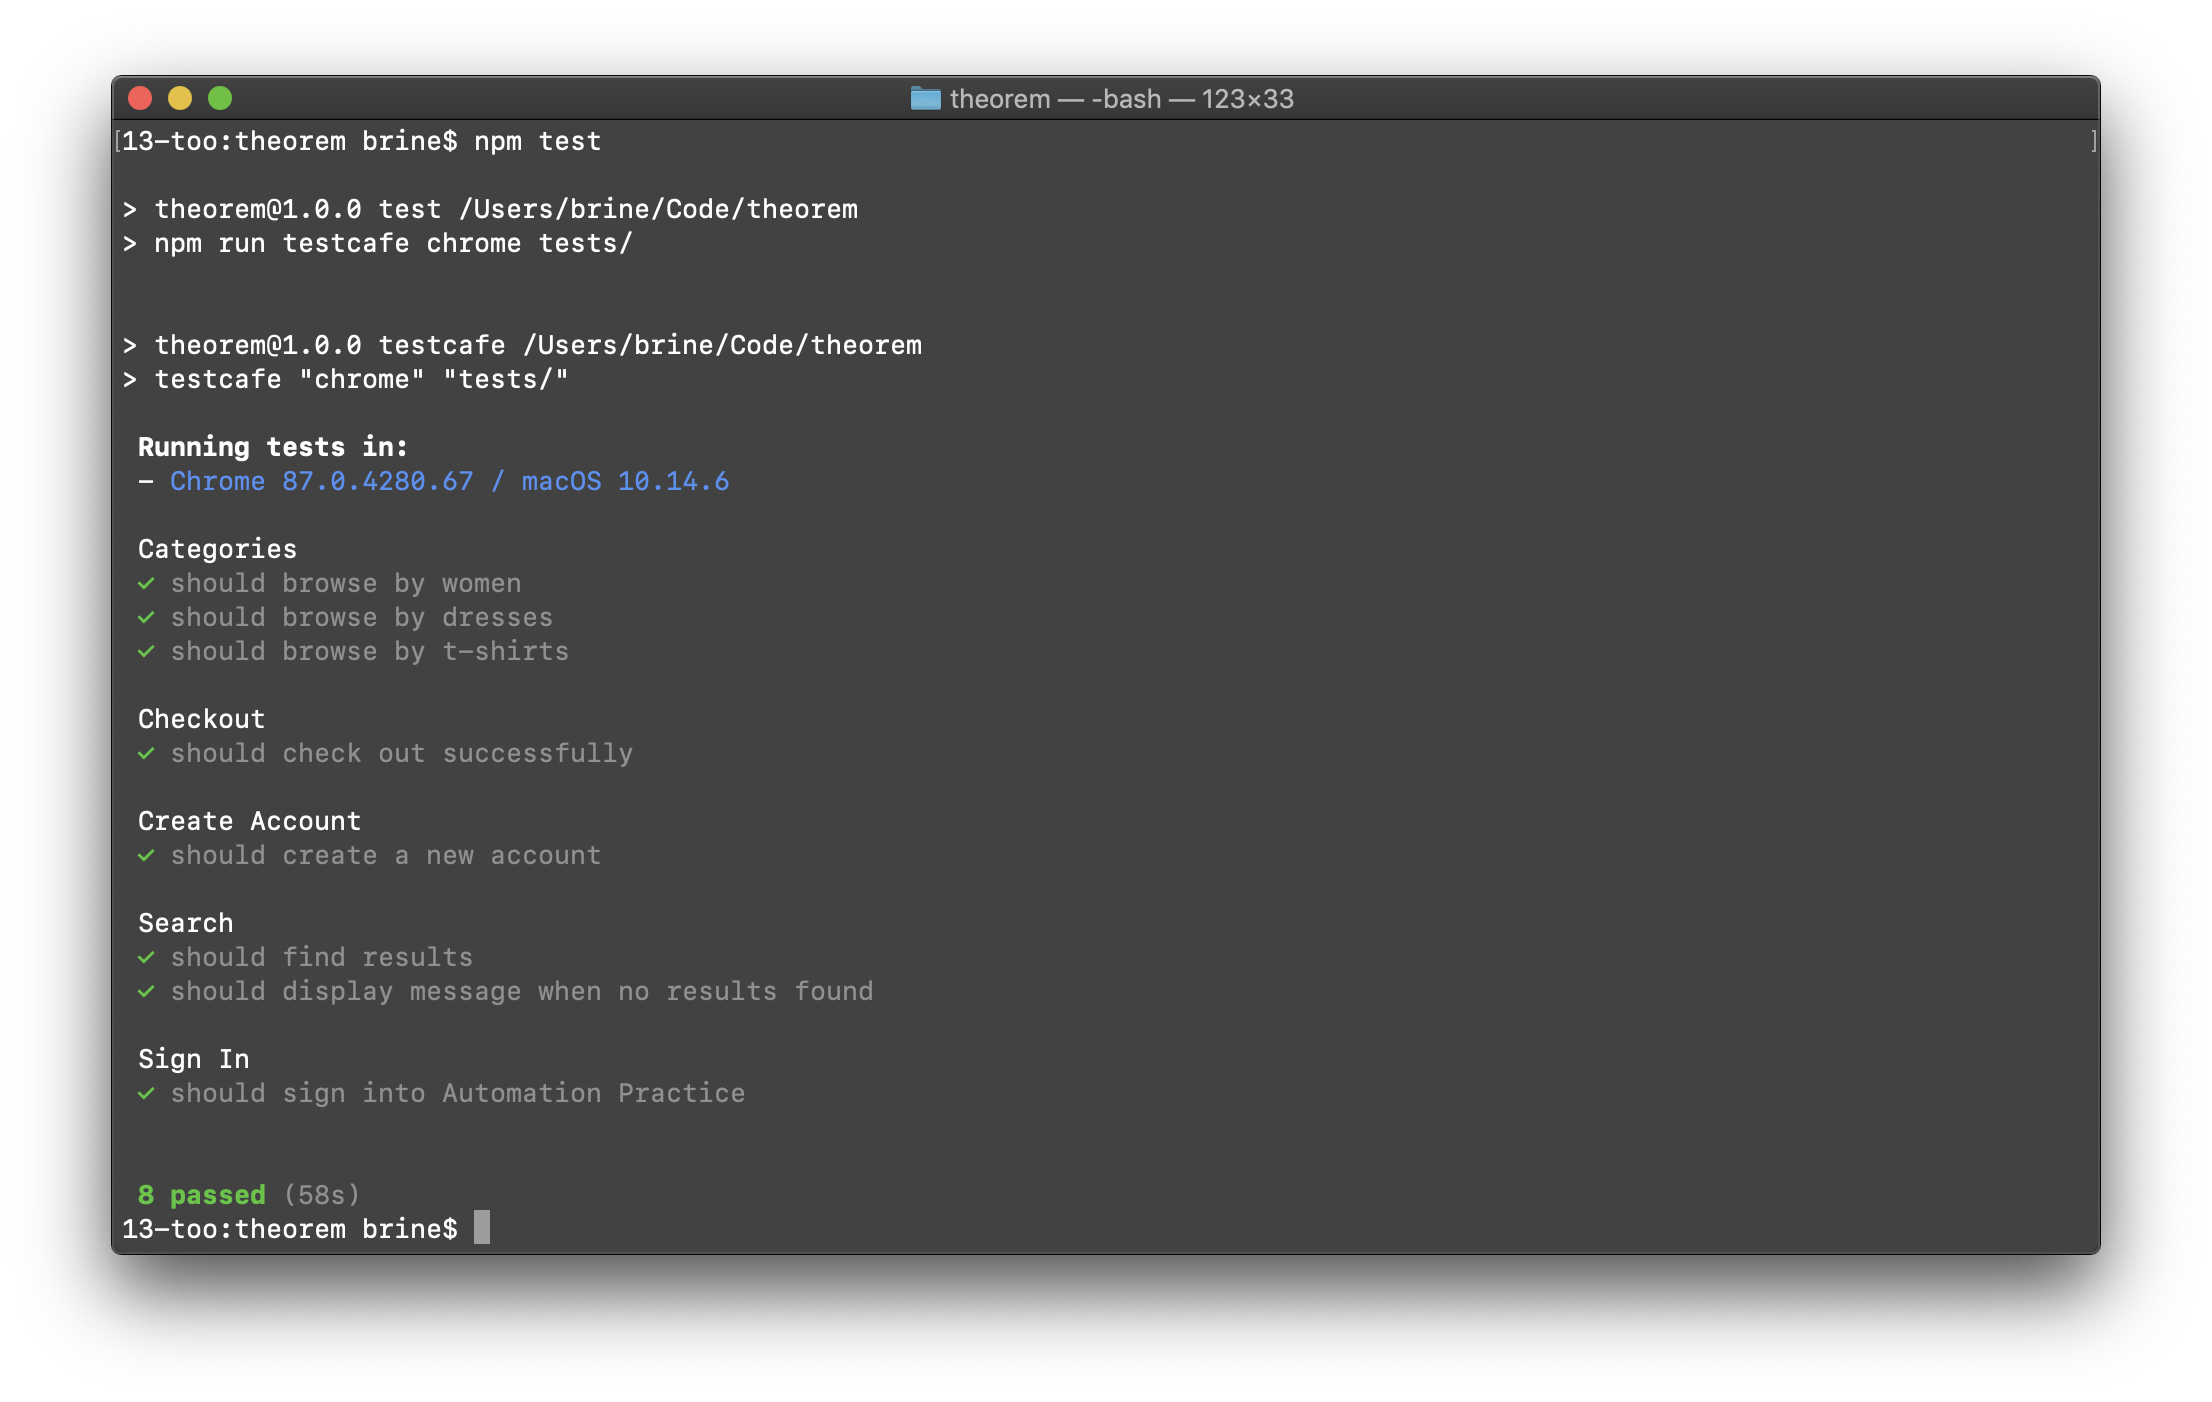 theorem — -bash — 123×33
[13-too:theorem brine$ npm test ]
> theorem@1.0.0 test /Users/brine/Code/theorem
> npm run testcafe chrome tests/
> theorem@1.0.0 testcafe /Users/brine/Code/theorem
> testcafe "chrome" "tests/"
Running tests in:
- Chrome 87.0.4280.67 / macOS 10.14.6
Categories
✓ should browse by women
✓ should browse by dresses
✓ should browse by t-shirts
Checkout
✓ should check out successfully
Create Account
✓ should create a new account
Search
✓ should find results
✓ should display message when no results found
Sign In
✓ should sign into Automation Practice
8 passed (58s)
13-too:theorem brine$